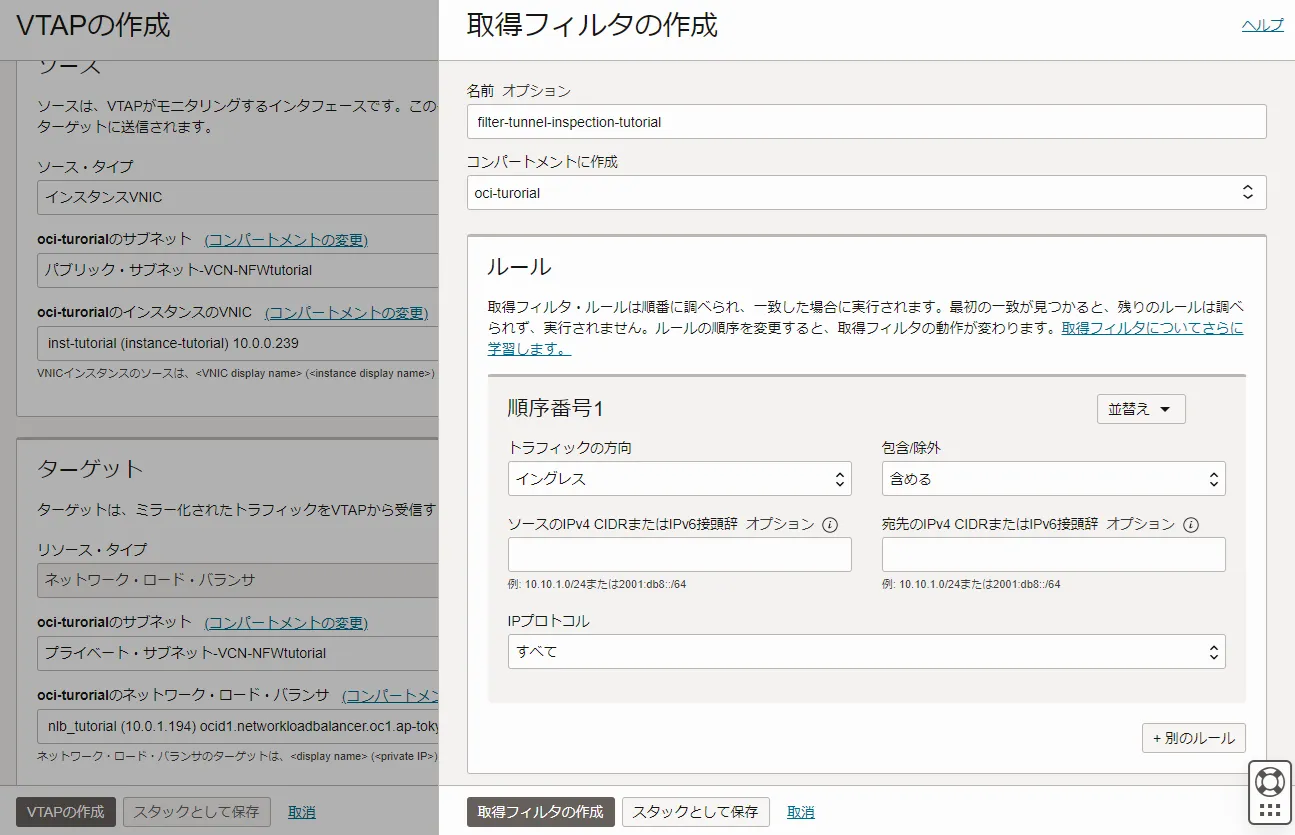 VTAPの作成
ソース
ソースは、VTAPがモニタリングするインタフェースです。この
ターゲットに送信されます。
ソース・タイプ
インスタンスVNIC
oci-turorialのサブネット (コンパートメントの変更)
パブリック・サブネット-VCN-NFWtutorial
oci-turorialのインスタンスのVNIC (コンパートメントの変更)
inst-tutorial (instance-tutorial) 10.0.0.239
VNICインスタンスのソースは、<VNIC display name> (<instance display name>)
ターゲット
ターゲットは、ミラー化されたトラフィックをVTAPから受信す
リソース・タイプ
ネットワーク・ロード・バランサ
oci-turorialのサブネット (コンパートメントの変更)
プライベート・サブネット-VCN-NFWtutorial
oci-turorialのネットワーク・ロード・バランサ (コンパートメン
nlb_tutorial (10.0.1.194) ocid1.networkloadbalancer.oc1.ap-toky
ネットワーク・ロード・バランサのターゲットは、<display name> (<private IP>)
VTAPの作成 スタックとして保存 取消
取得フィルタの作成
ヘルプ
名前 オプション
filter-tunnel-inspection-tutorial
コンパートメントに作成
oci-turorial
ルール
取得フィルタ・ルールは順番に調べられ、一致した場合に実行されます。最初の一致が見つかると、残りのルールは調べ
られず、実行されません。ルールの順序を変更すると、取得フィルタの動作が変わります。取得フィルタについてさらに
学習します。
順序番号1
並替え
トラフィックの方向 包含/除外
イングレス 含める
ソースのIPv4 CIDRまたはIPv6接頭辞 オプション 宛先のIPv4 CIDRまたはIPv6接頭辞 オプション
例: 10.10.1.0/24または2001:db8::/64 例: 10.10.1.0/24または2001:db8::/64
IPプロトコル
すべて
+ 別のルール
取得フィルタの作成 スタックとして保存 取消